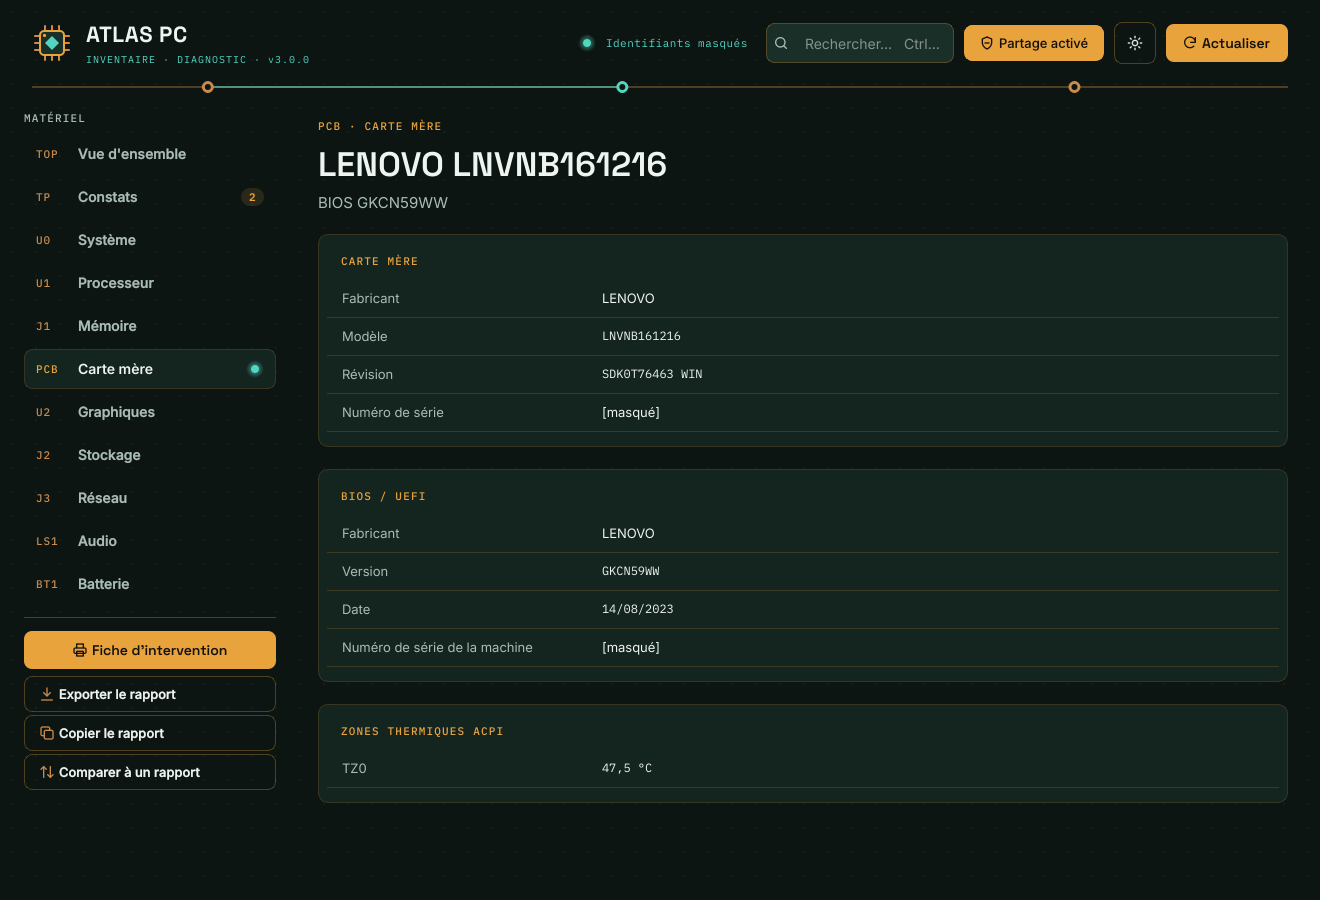 ATLAS PC
INVENTAIRE · DIAGNOSTIC · v3.0.0
Identifiants masqués
Rechercher... Ctrl...
Partage activé
Actualiser
MATÉRIEL
TOP Vue d'ensemble
TP Constats 2
U0 Système
U1 Processeur
J1 Mémoire
PCB Carte mère
U2 Graphiques
J2 Stockage
J3 Réseau
LS1 Audio
BT1 Batterie
Fiche d'intervention
Exporter le rapport
Copier le rapport
Comparer à un rapport
PCB · CARTE MÈRE
LENOVO LNVNB161216
BIOS GKCN59WW
CARTE MÈRE
Fabricant LENOVO
Modèle LNVNB161216
Révision SDK0T76463 WIN
Numéro de série [masqué]
BIOS / UEFI
Fabricant LENOVO
Version GKCN59WW
Date 14/08/2023
Numéro de série de la machine [masqué]
ZONES THERMIQUES ACPI
TZ0 47,5 °C